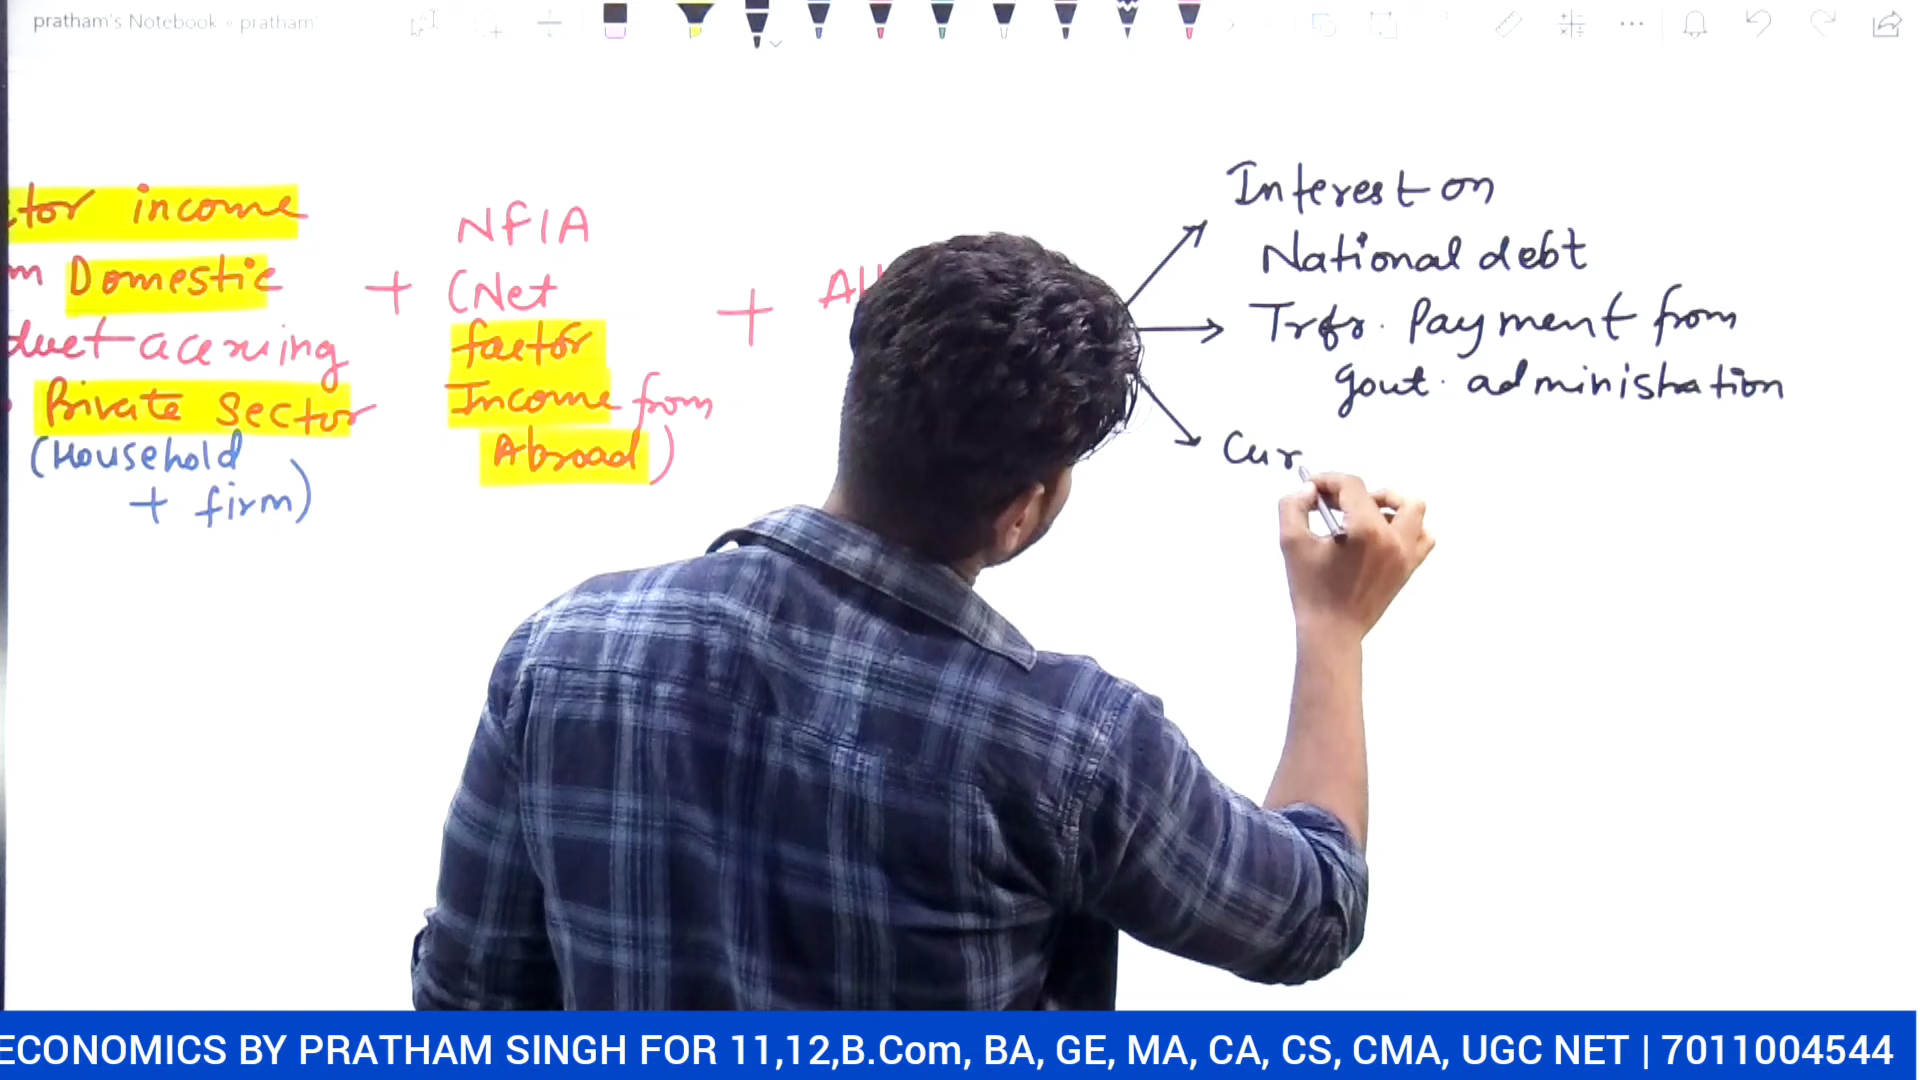 pratham's Notebook » pratham'
tor income
m Domestic
duct accruing
Private Sector
(Household
+ firm)
+
NFIA
(Net
factor
Income from
Abroad)
+
All
Interest on
National debt
Trfr. Payment from
Govt. administration
Cur
ECONOMICS BY PRATHAM SINGH FOR 11,12,B.Com, BA, GE, MA, CA, CS, CMA, UGC NET | 7011004544